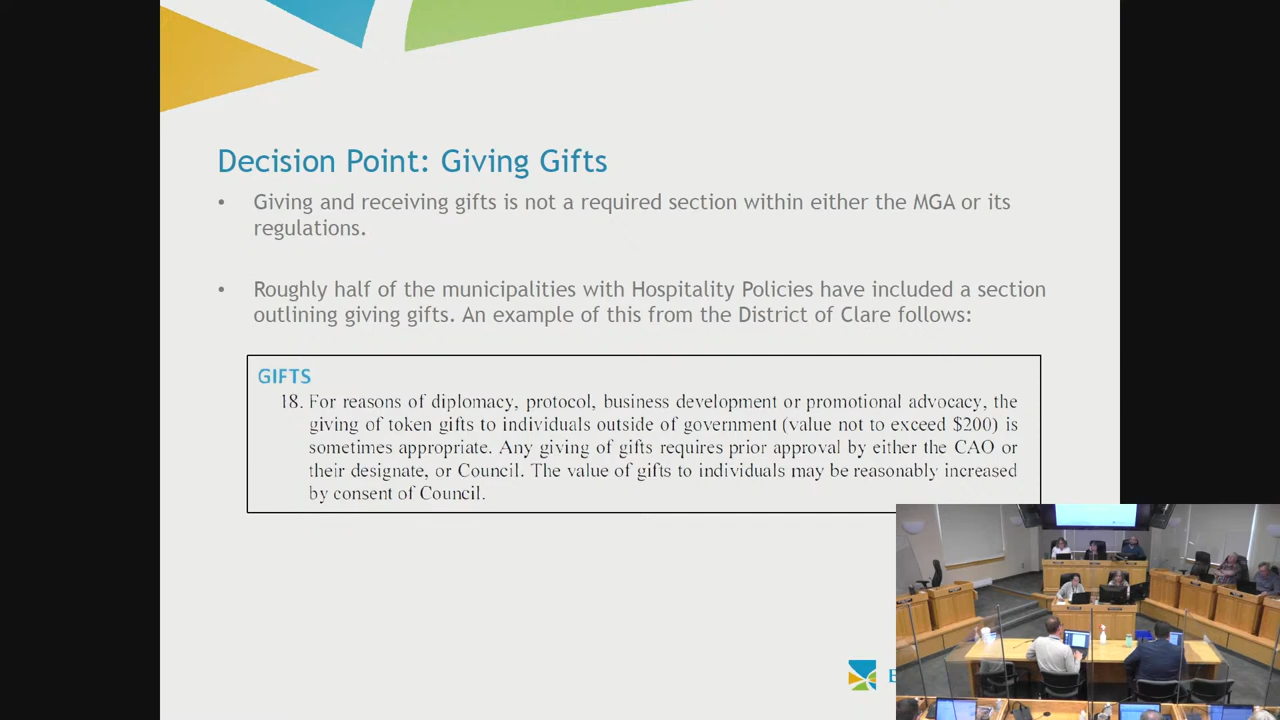 Decision Point: Giving Gifts
• Giving and receiving gifts is not a required section within either the MGA or its
regulations.
• Roughly half of the municipalities with Hospitality Policies have included a section
outlining giving gifts. An example of this from the District of Clare follows:
GIFTS
18. For reasons of diplomacy, protocol, business development or promotional advocacy, the
giving of token gifts to individuals outside of government (value not to exceed $200) is
sometimes appropriate. Any giving of gifts requires prior approval by either the CAO or
their designate, or Council. The value of gifts to individuals may be reasonably increased
by consent of Council.